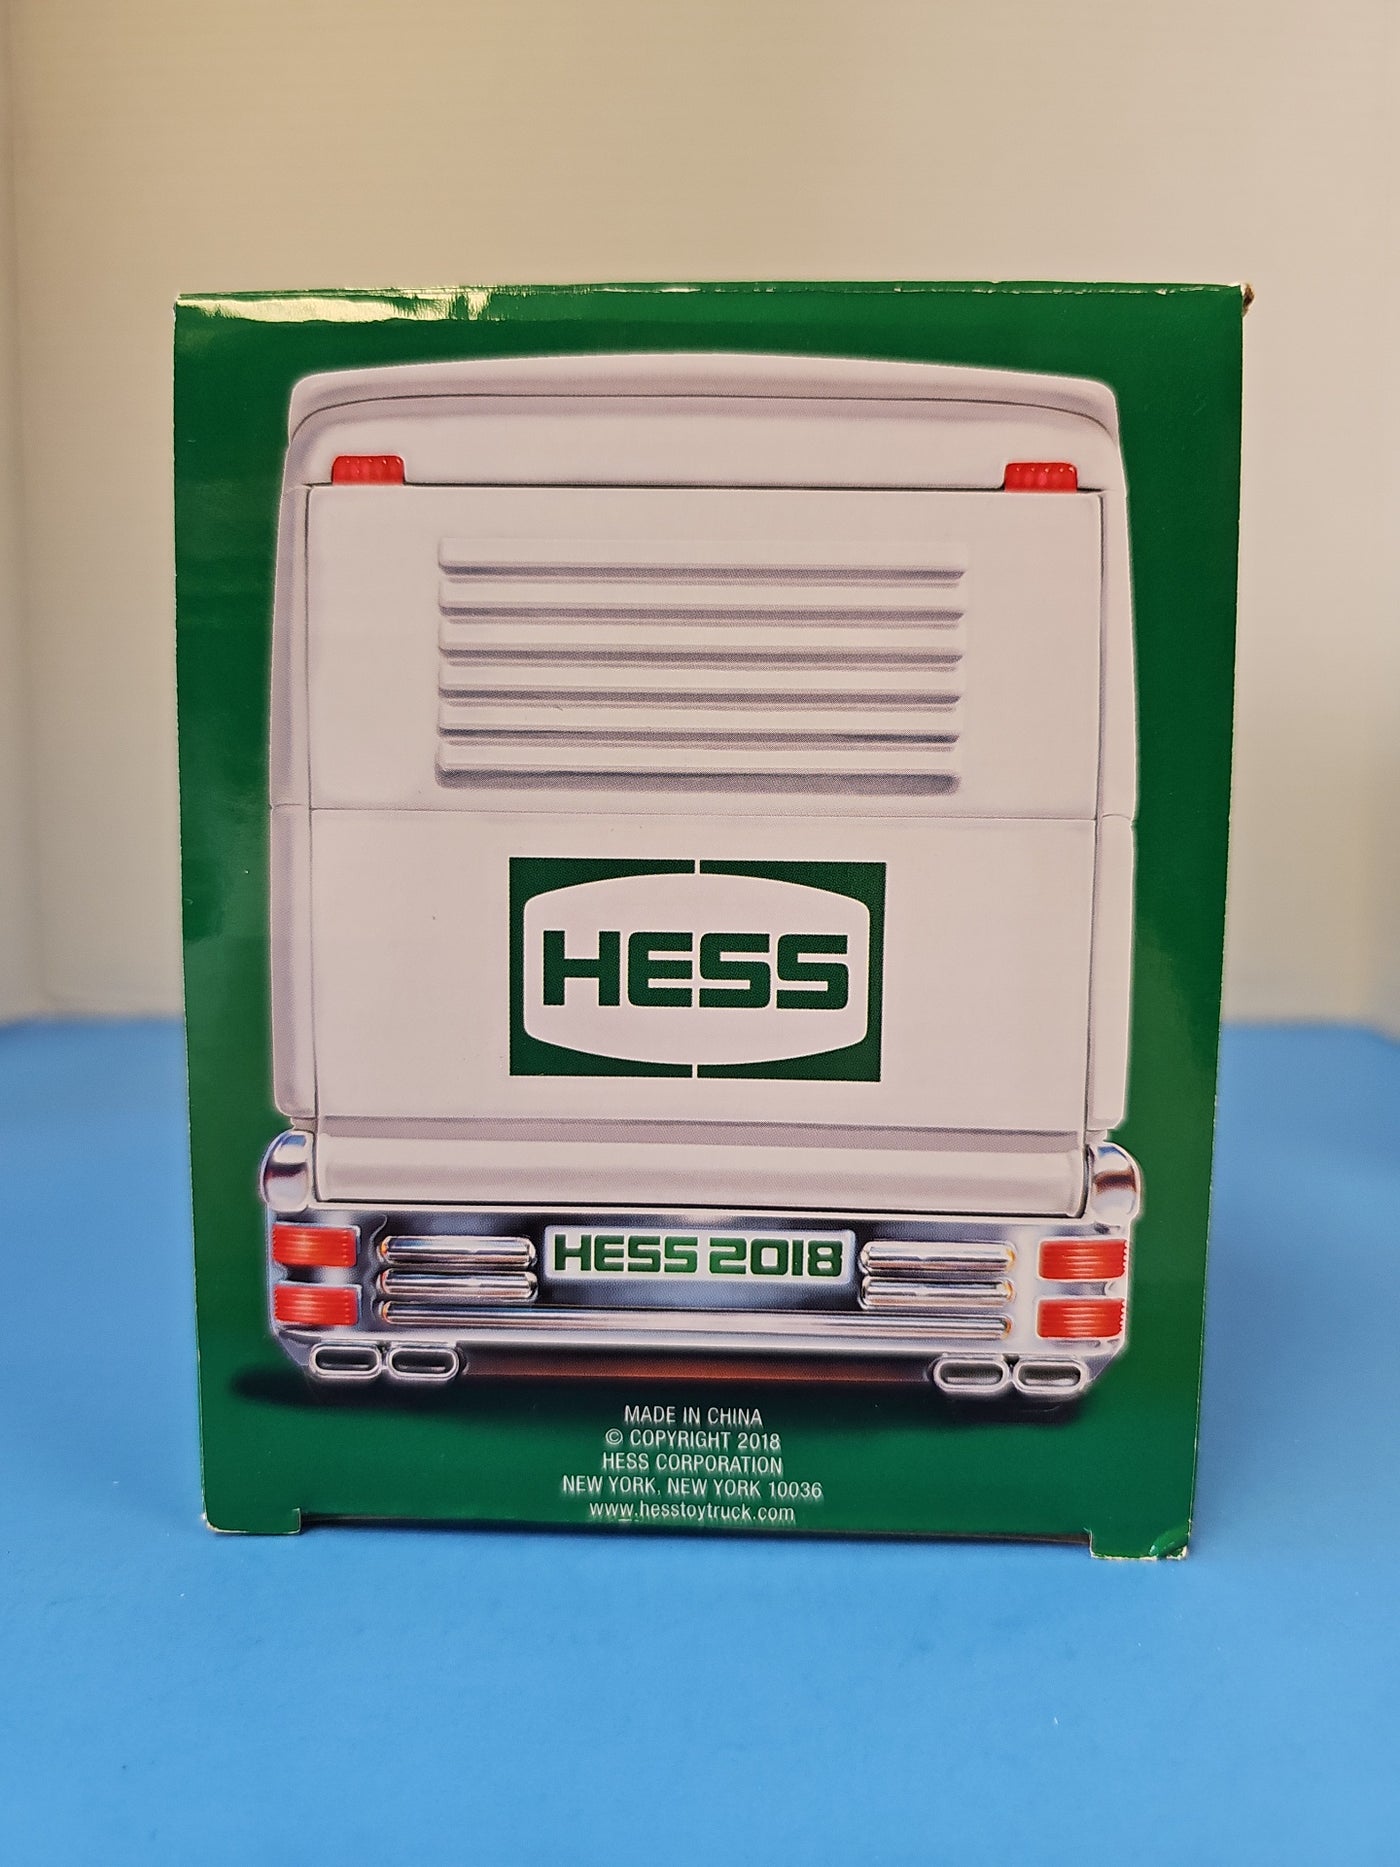 HESS
HESS 2018
MADE IN CHINA
© COPYRIGHT 2018
HESS CORPORATION
NEW YORK, NEW YORK 10036
www.hesstoytruck.com